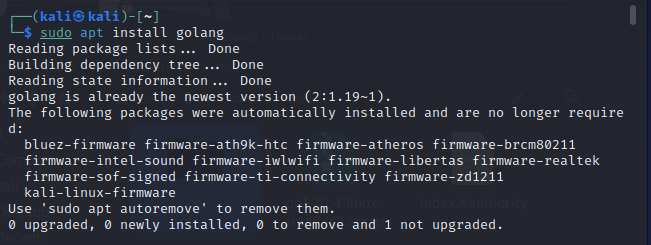 ┌──(kali㉿kali)-[~]
└─$ sudo apt install golang
Reading package lists... Done
Building dependency tree... Done
Reading state information... Done
golang is already the newest version (2:1.19~1).
The following packages were automatically installed and are no longer require
d:
  bluez-firmware firmware-ath9k-htc firmware-atheros firmware-brcm80211
  firmware-intel-sound firmware-iwlwifi firmware-libertas firmware-realtek
  firmware-sof-signed firmware-ti-connectivity firmware-zd1211
  kali-linux-firmware
Use 'sudo apt autoremove' to remove them.
0 upgraded, 0 newly installed, 0 to remove and 1 not upgraded.